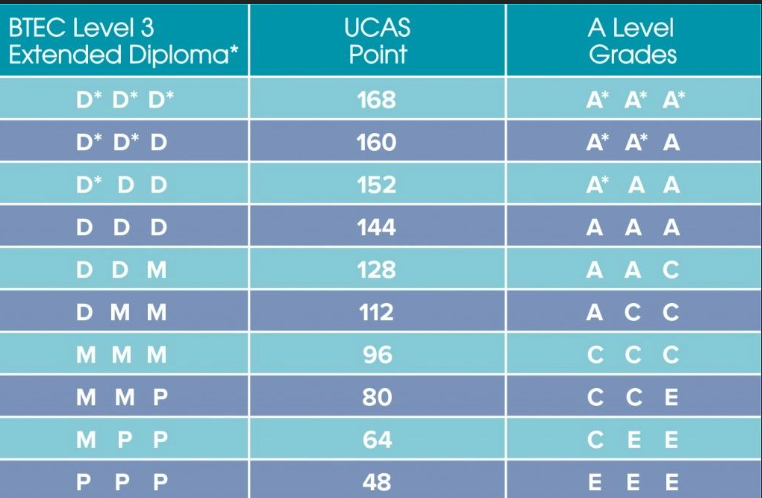 BTEC Level 3 Extended Diploma* UCAS Point A Level Grades
D* D* D* 168 A* A* A*
D* D* D 160 A* A* A
D* D D 152 A* A A
D D D 144 A A A
D D M 128 A A C
D M M 112 A C C
M M M 96 C C C
M M P 80 C C E
M P P 64 C E E
P P P 48 E E E